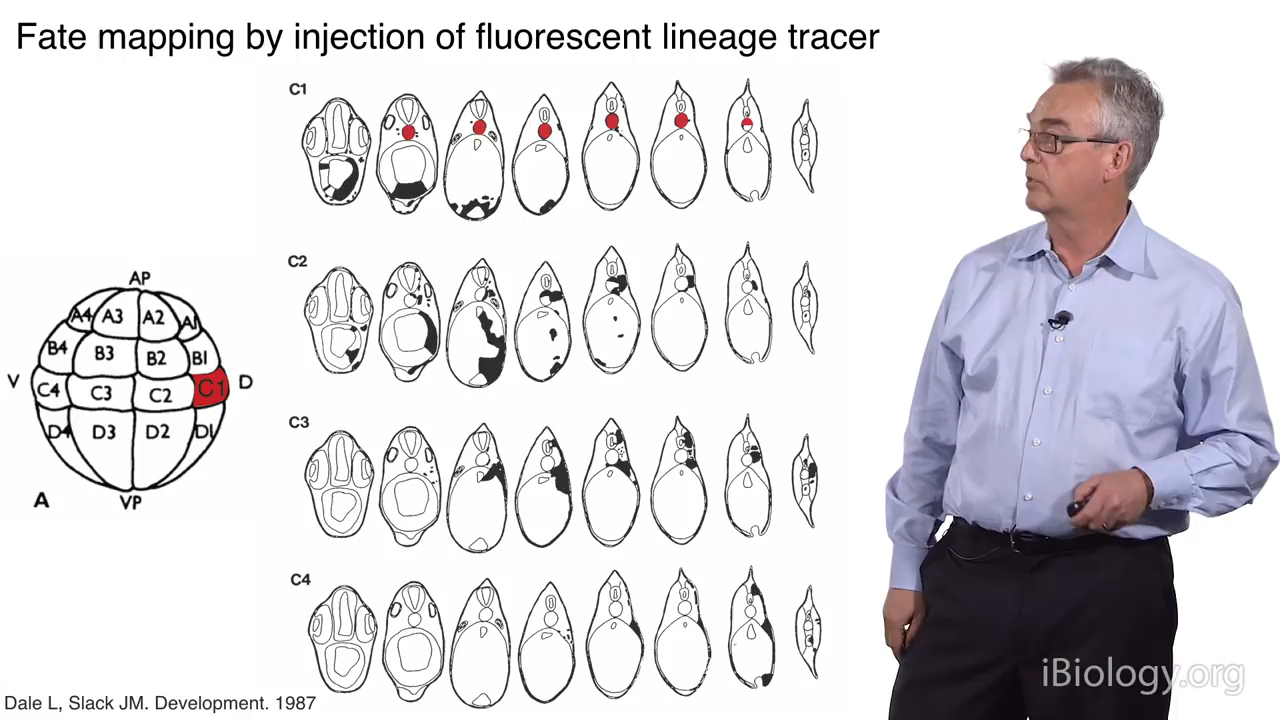 Fate mapping by injection of fluorescent lineage tracer
C1
C2
C3
C4
AP
A4 A3 A2 A1
B4 B3 B2 B1
V C4 C3 C2 C1 D
D4 D3 D2 D1
A VP
Dale L, Slack JM. Development. 1987
iBiology.org